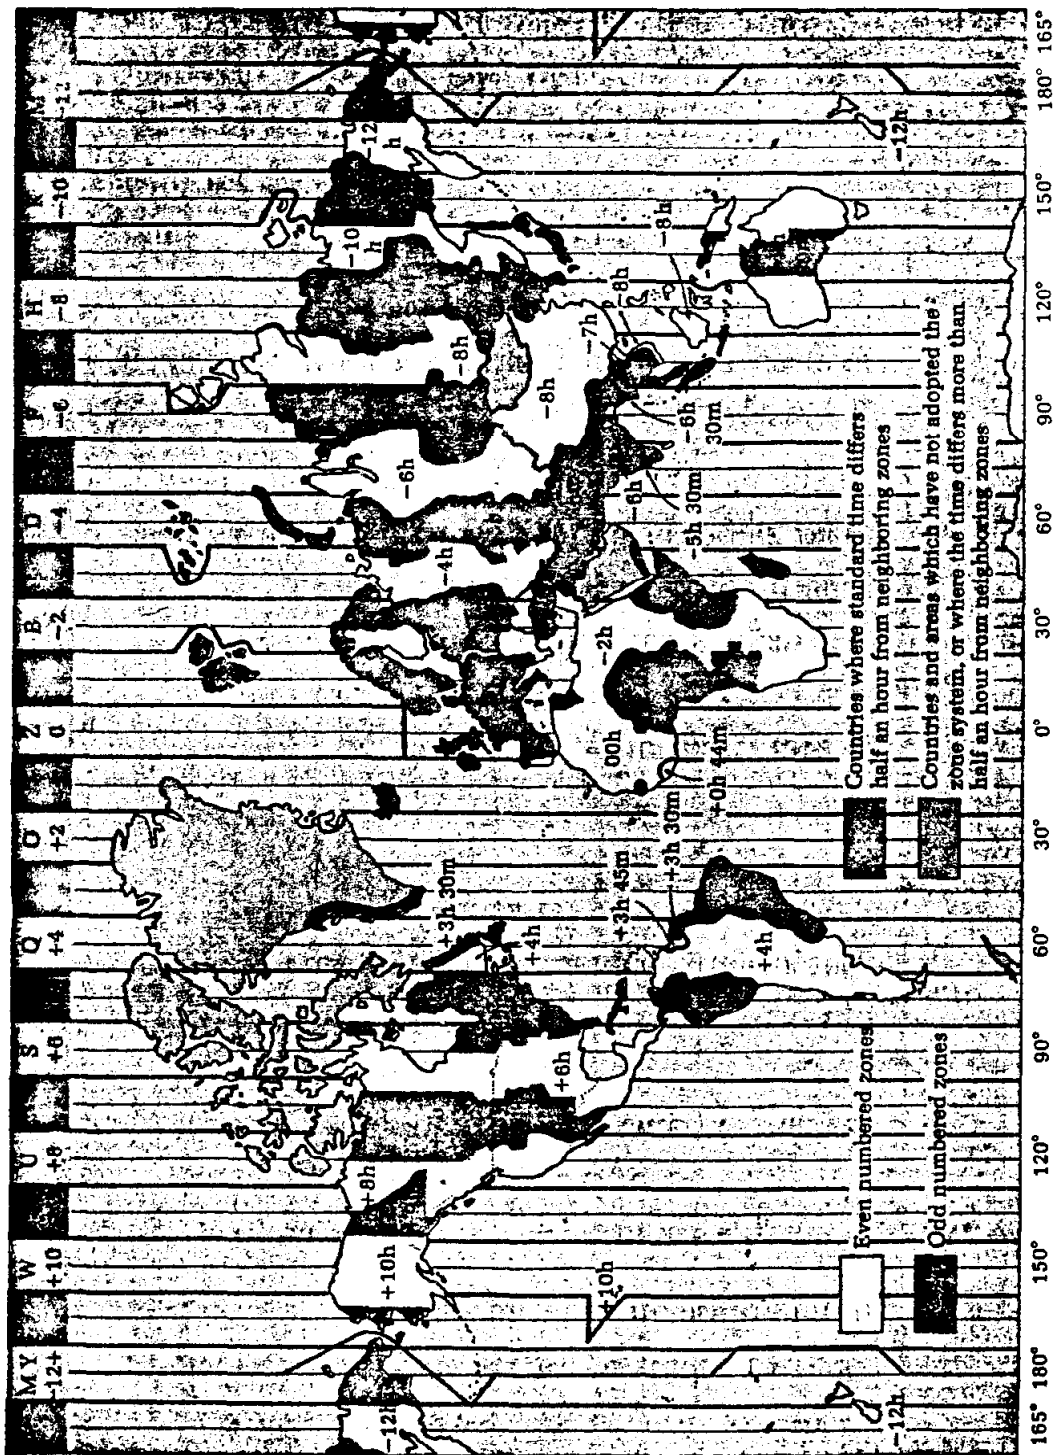 M Y
-12+
W
+10
U
+8
S
+6
Q
+4
O
+2
Z
0
B
-2
D
-4
F
-6
H
-8
K
-10
M
-12
-12h
+10h
+8h
+6h
+4h
+3h 30m
+3h 45m
+3h 30m
+4h
00h
+0h 44m
-2h
-4h
-6h
-6h
-5h 30m
-6h
30m
-8h
-8h
-7h
-8h
-8h
-10
h
-12
h
+10h
-12h
-12h
Even numbered zones
Odd numbered zones
Countries where standard time differs
half an hour from neighboring zones
Countries and areas which have not adopted the
zone system, or where the time differs more than
half an hour from neighboring zones
165° 180° 150° 120° 90° 60° 30° 0° 30° 60° 90° 120° 150° 180° 165°